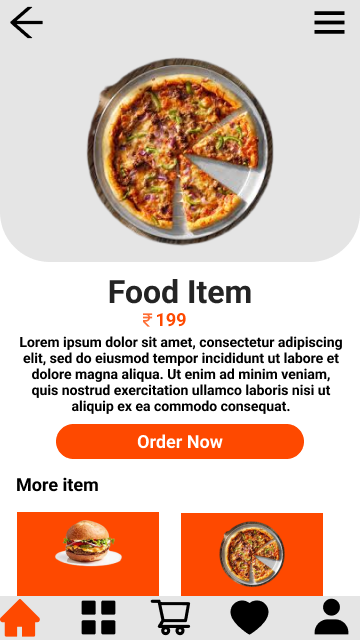 Food Item
₹ 199
Lorem ipsum dolor sit amet, consectetur adipiscing
elit, sed do eiusmod tempor incididunt ut labore et
dolore magna aliqua. Ut enim ad minim veniam,
quis nostrud exercitation ullamco laboris nisi ut
aliquip ex ea commodo consequat.
Order Now
More item